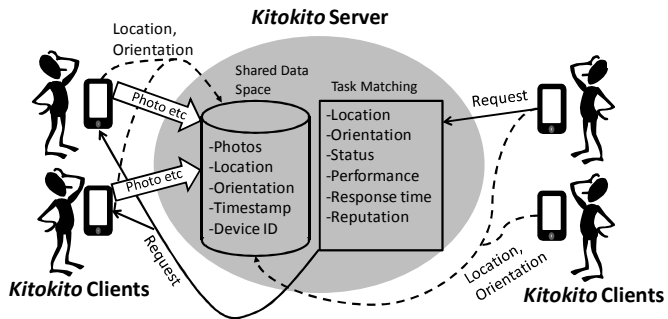 Kitokito Server
Location,
Orientation
Shared Data
Space
Task Matching
Photo etc
Photo etc
-Photos
-Location
-Orientation
-Timestamp
-Device ID
-Location
-Orientation
-Status
-Performance
-Response time
-Reputation
Request
Request
Location,
Orientation
Kitokito Clients
Kitokito Clients